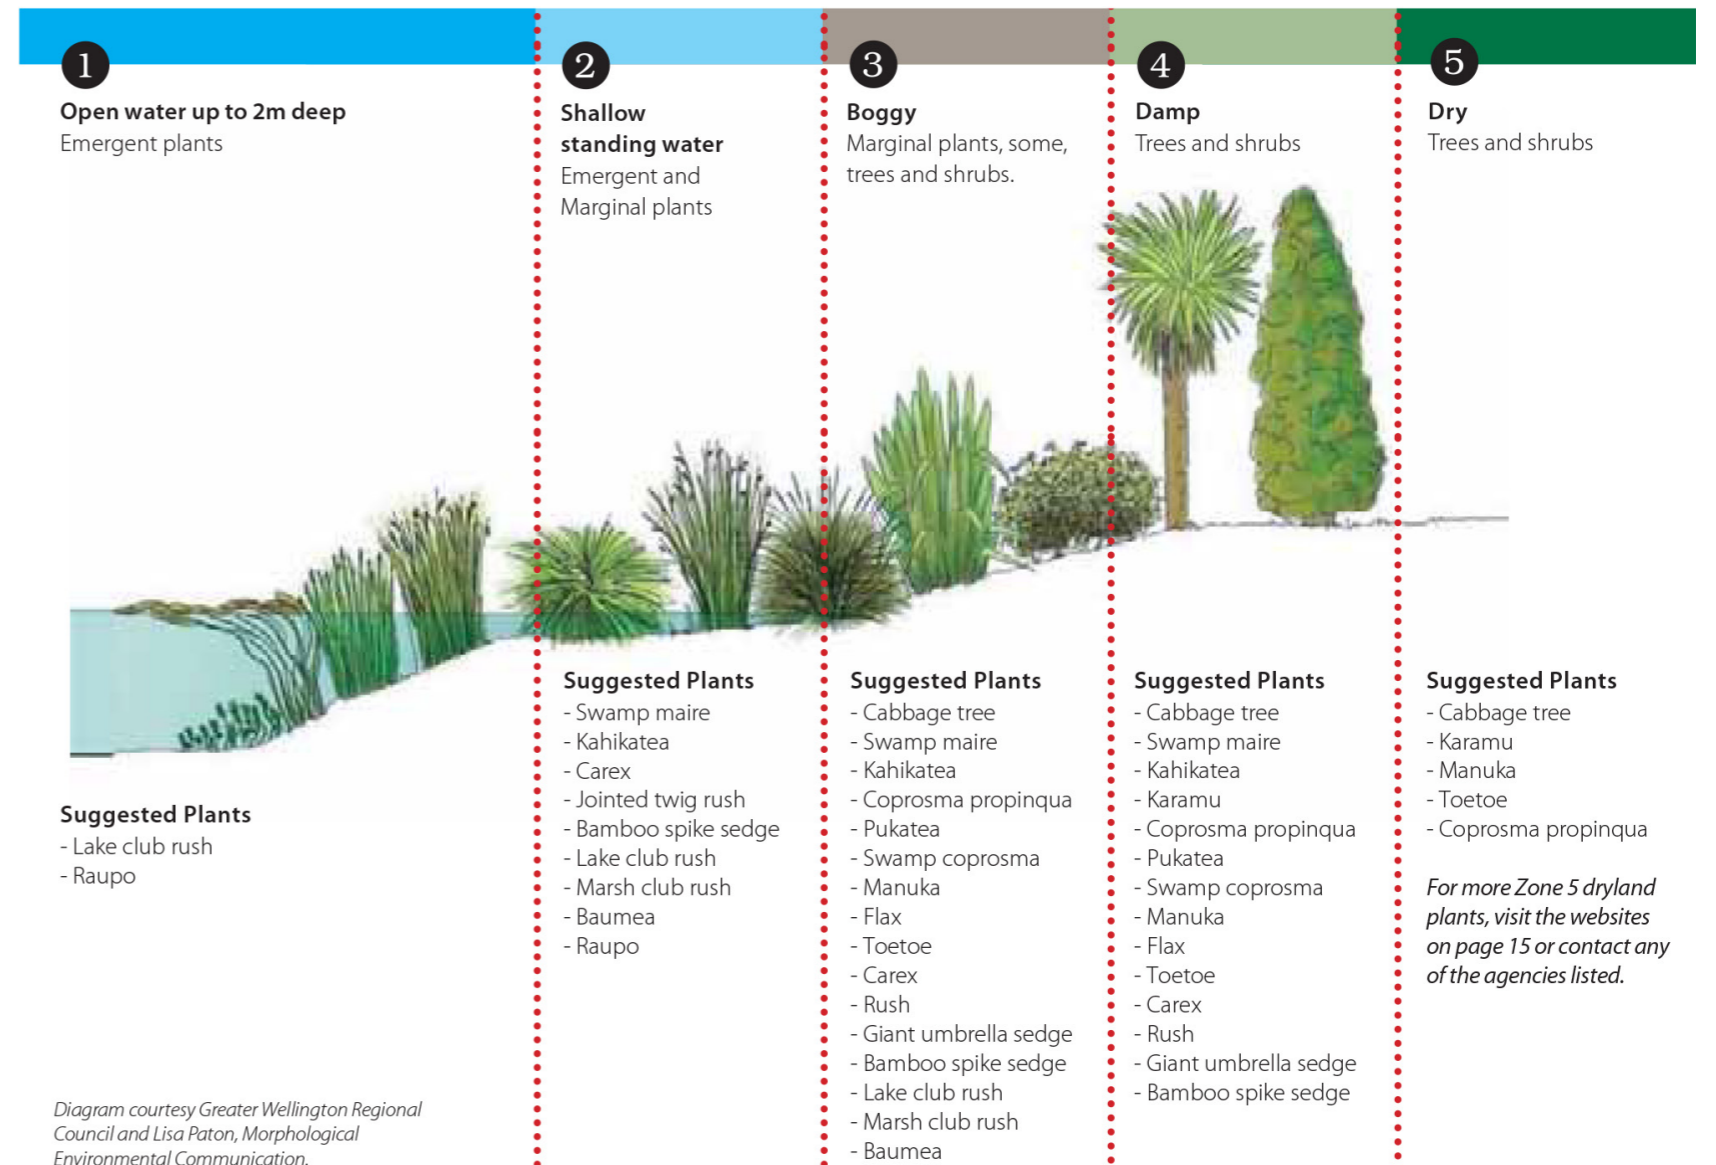 1
Open water up to 2m deep
Emergent plants
Suggested Plants
- Lake club rush
- Raupo
Diagram courtesy Greater Wellington Regional
Council and Lisa Paton, Morphological
Environmental Communication.
2
Shallow
standing water
Emergent and
Marginal plants
Suggested Plants
- Swamp maire
- Kahikatea
- Carex
- Jointed twig rush
- Bamboo spike sedge
- Lake club rush
- Marsh club rush
- Baumea
- Raupo
3
Boggy
Marginal plants, some,
trees and shrubs.
Suggested Plants
- Cabbage tree
- Swamp maire
- Kahikatea
- Coprosma propinqua
- Pukatea
- Swamp coprosma
- Manuka
- Flax
- Toetoe
- Carex
- Rush
- Giant umbrella sedge
- Bamboo spike sedge
- Lake club rush
- Marsh club rush
- Baumea
4
Damp
Trees and shrubs
Suggested Plants
- Cabbage tree
- Swamp maire
- Kahikatea
- Karamu
- Coprosma propinqua
- Pukatea
- Swamp coprosma
- Manuka
- Flax
- Toetoe
- Carex
- Rush
- Giant umbrella sedge
- Bamboo spike sedge
5
Dry
Trees and shrubs
Suggested Plants
- Cabbage tree
- Karamu
- Manuka
- Toetoe
- Coprosma propinqua
For more Zone 5 dryland
plants, visit the websites
on page 15 or contact any
of the agencies listed.